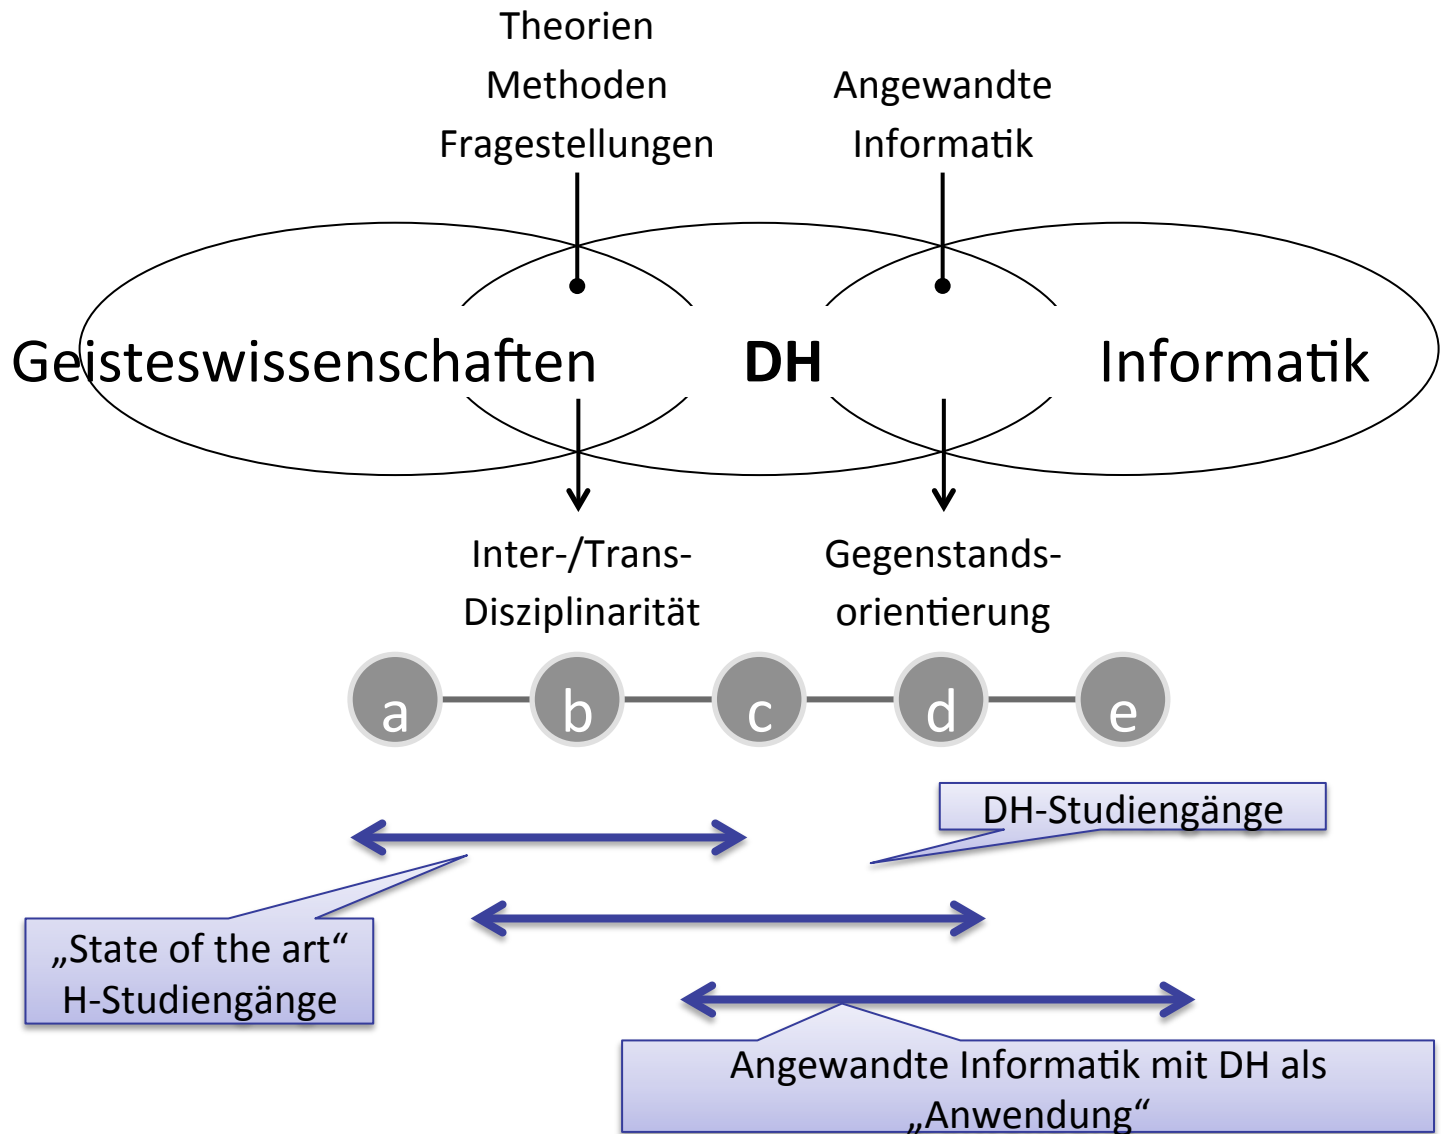 Theorien
Methoden
Fragestellungen
Angewandte
Informatik
Geisteswissenschaften
DH
Informatik
Inter-/Trans-
Disziplinarität
Gegenstands-
orientierung
a
b
c
d
e
DH-Studiengänge
„State of the art“
H-Studiengänge
Angewandte Informatik mit DH als
„Anwendung“